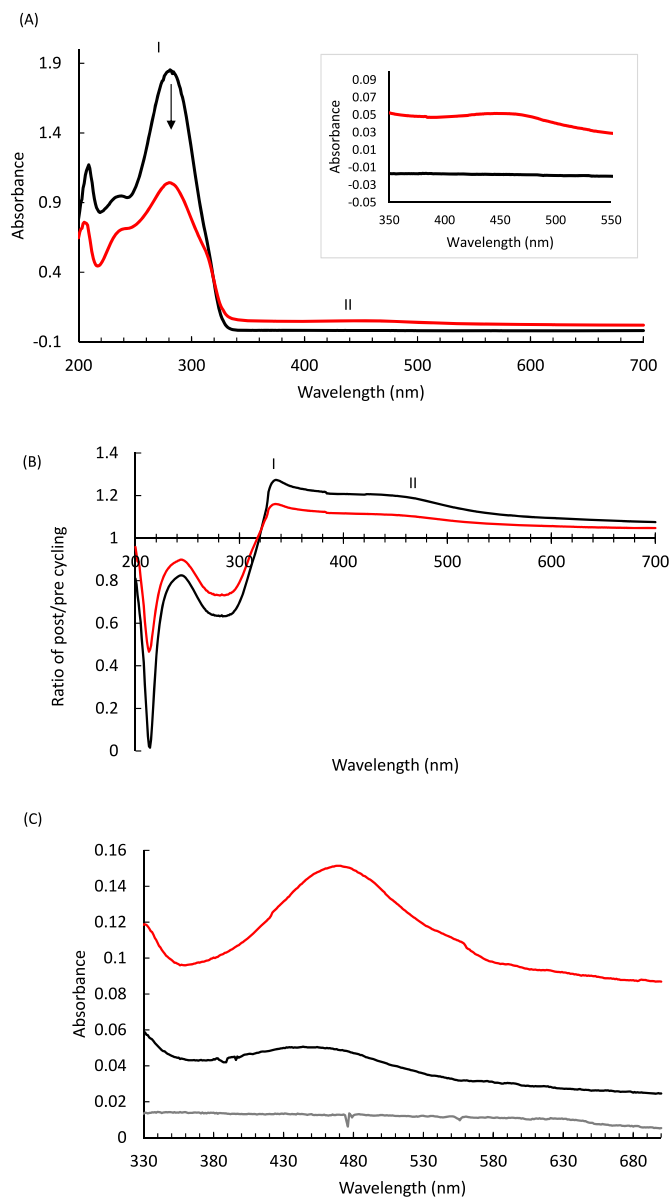 (A)
I
1.9
1.4
0.9
0.4
-0.1
Absorbance
200 300 400 500 600 700
Wavelength (nm)
II
0.09
0.07
0.05
0.03
0.01
-0.01
-0.03
-0.05
Absorbance
350 400 450 500 550
Wavelength (nm)
(B)
I
II
1.4
1.2
1
0.8
0.6
0.4
0.2
0
Ratio of post/pre cycling
200 300 400 500 600 700
Wavelength (nm)
(C)
0.16
0.14
0.12
0.1
0.08
0.06
0.04
0.02
0
Absorbance
330 380 430 480 530 580 630 680
Wavelength (nm)